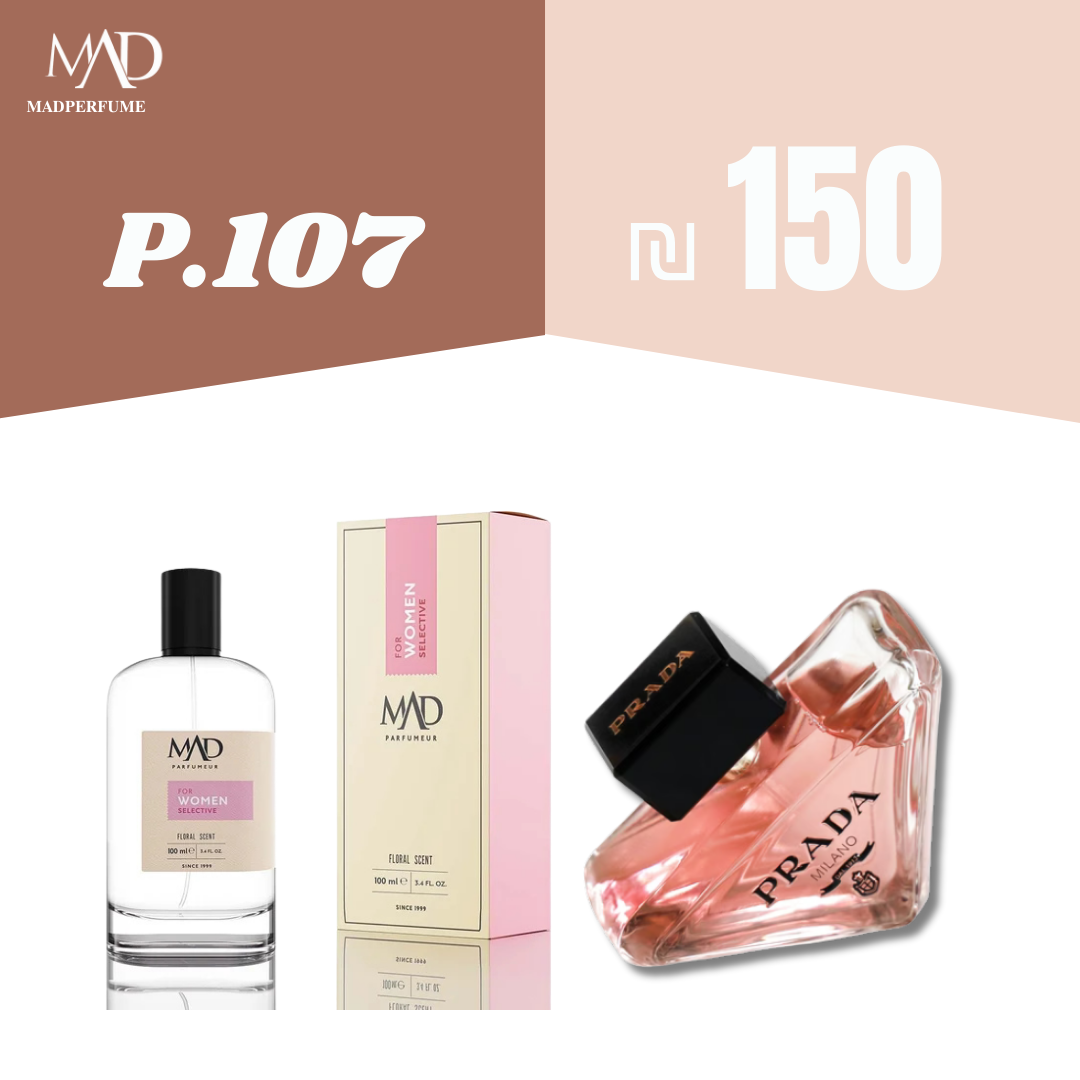 MAD
MADPERFUME
P.107
₪ 150
MAD
PARFUMEUR
FOR
WOMEN
SELECTIVE
FLORAL SCENT
100 ml ℮ 3.4 FL. OZ.
SINCE 1999
FOR
WOMEN
SELECTIVE
MAD
PARFUMEUR
FLORAL SCENT
100 ml ℮ 3.4 FL. OZ.
SINCE 1999
PRADA
PRADA
MILANO